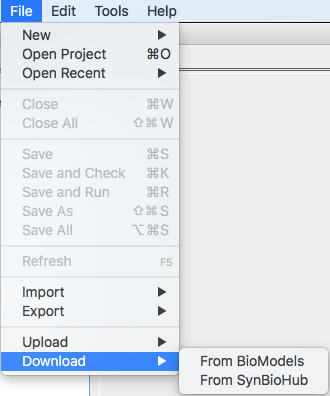 File Edit Tools Help
New ▶
Open Project ⌘O
Open Recent ▶
Close ⌘W
Close All ⇧⌘W
Save ⌘S
Save and Check ⌘K
Save and Run ⌘R
Save As ⇧⌘S
Save All ⌥⌘S
Refresh F5
Import ▶
Export ▶
Upload ▶
Download ▶
From BioModels
From SynBioHub